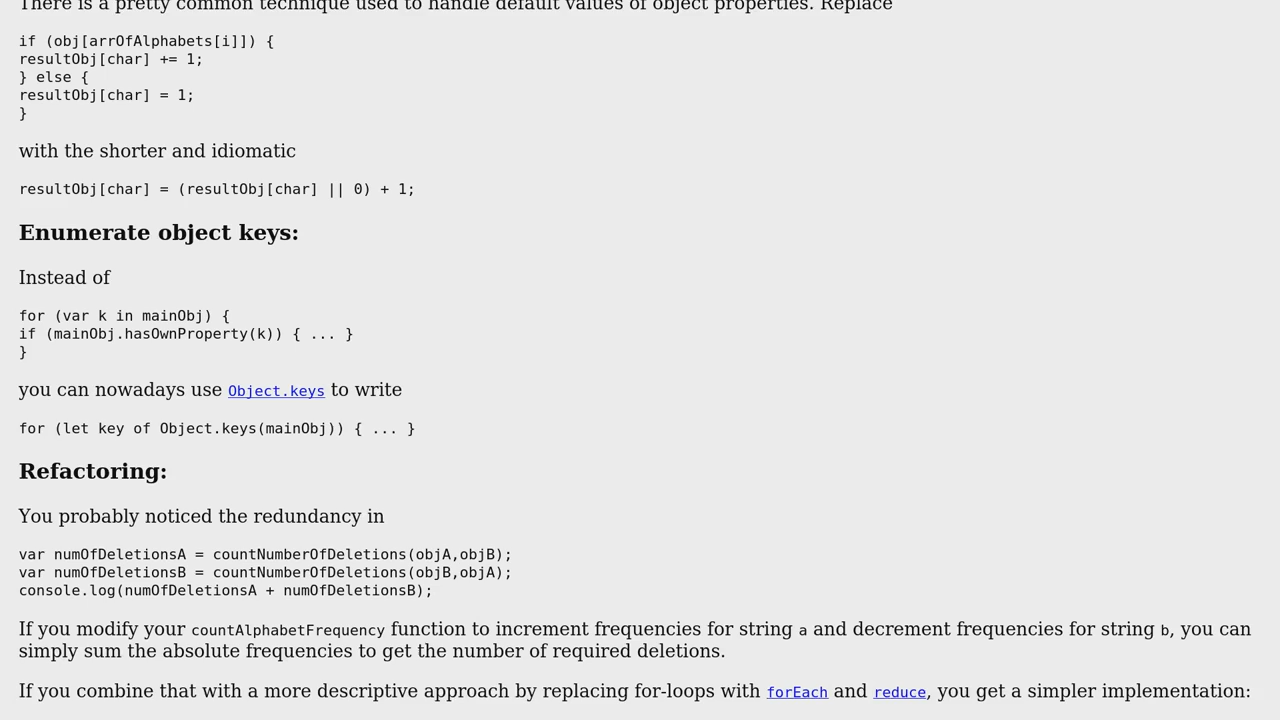 There is a pretty common technique used to handle default values of object properties. Replace
if (obj[arrOfAlphabets[i]]) {
resultObj[char] += 1;
} else {
resultObj[char] = 1;
}
with the shorter and idiomatic
resultObj[char] = (resultObj[char] || 0) + 1;
Enumerate object keys:
Instead of
for (var k in mainObj) {
if (mainObj.hasOwnProperty(k)) { ... }
}
you can nowadays use Object.keys to write
for (let key of Object.keys(mainObj)) { ... }
Refactoring:
You probably noticed the redundancy in
var numOfDeletionsA = countNumberOfDeletions(objA,objB);
var numOfDeletionsB = countNumberOfDeletions(objB,objA);
console.log(numOfDeletionsA + numOfDeletionsB);
If you modify your countAlphabetFrequency function to increment frequencies for string a and decrement frequencies for string b, you can
simply sum the absolute frequencies to get the number of required deletions.
If you combine that with a more descriptive approach by replacing for-loops with forEach and reduce, you get a simpler implementation: